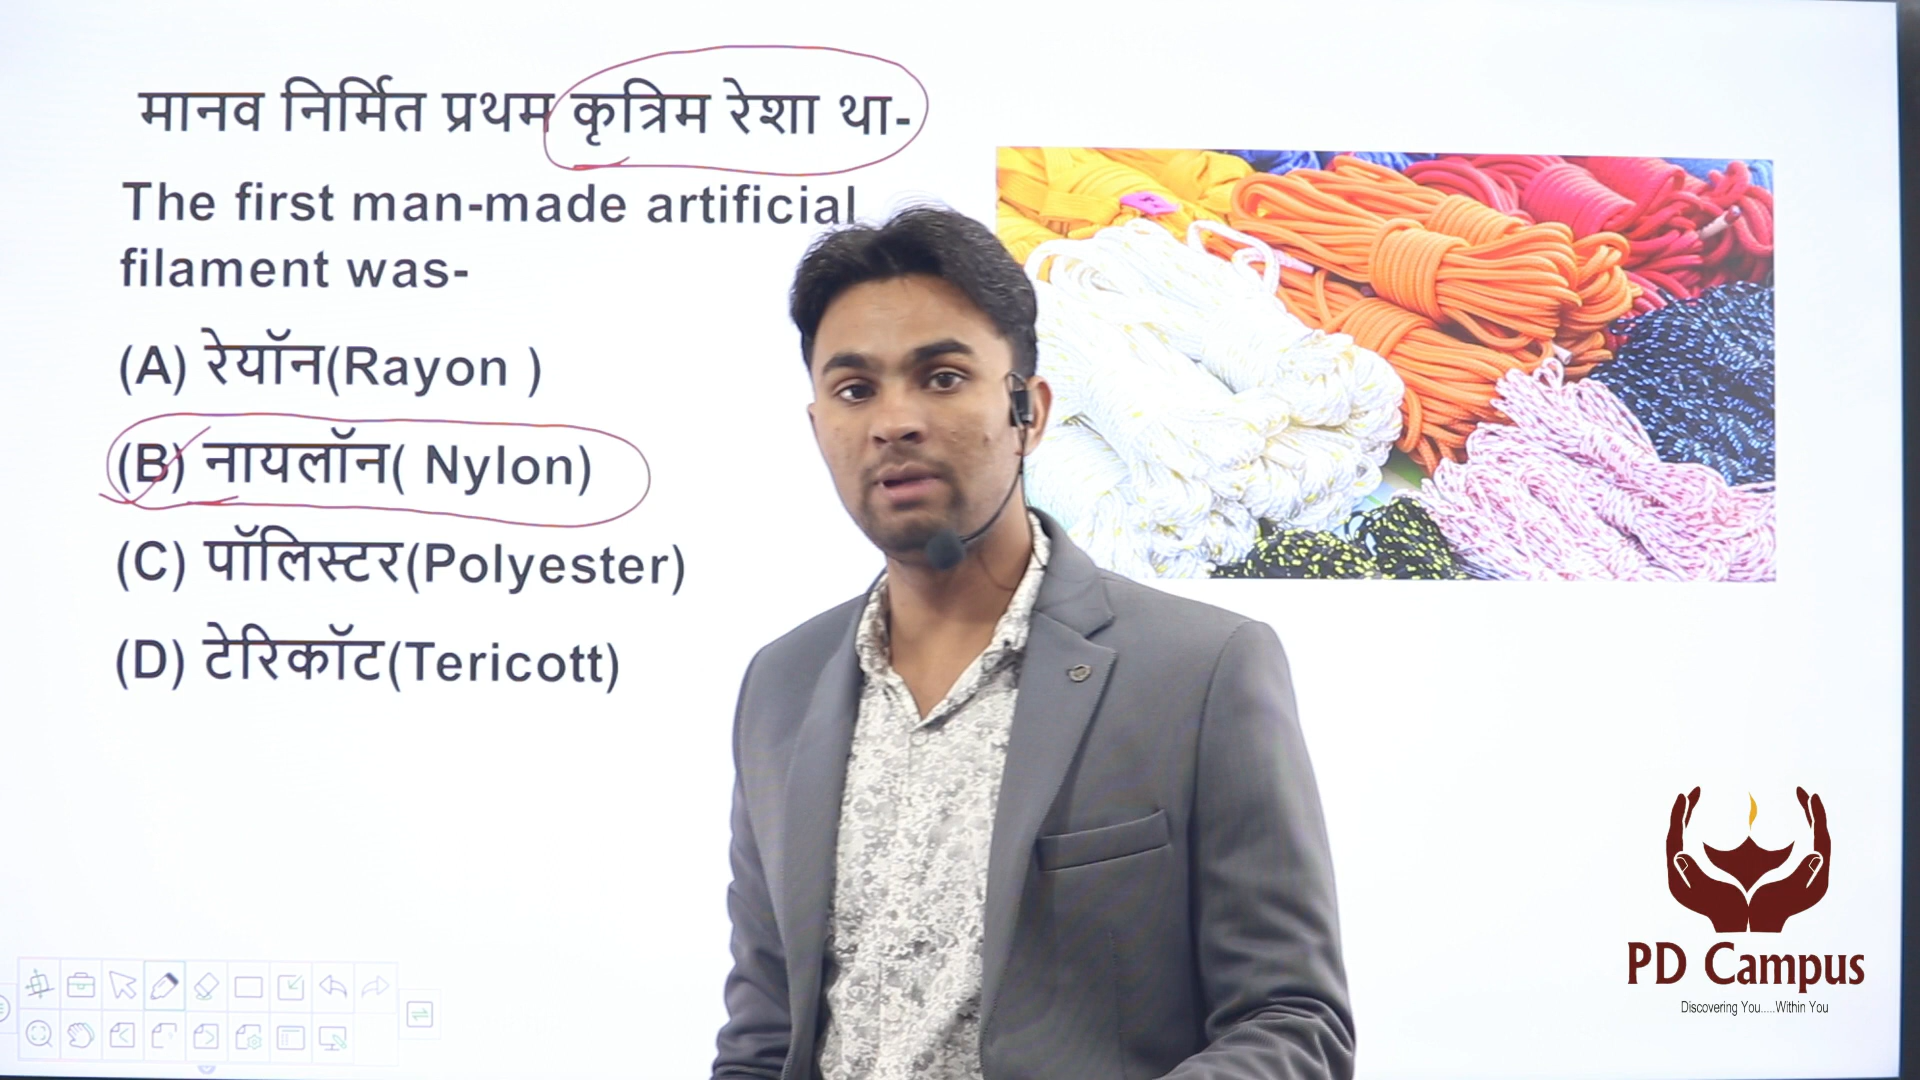 मानव निर्मित प्रथम कृत्रिम रेशा था-
The first man-made artificial
filament was-
(A) रेयॉन(Rayon )
(B) नायलॉन( Nylon)
(C) पॉलिस्टर(Polyester)
(D) टेरिकॉट(Tericott)
PD Campus
Discovering You.....Within You